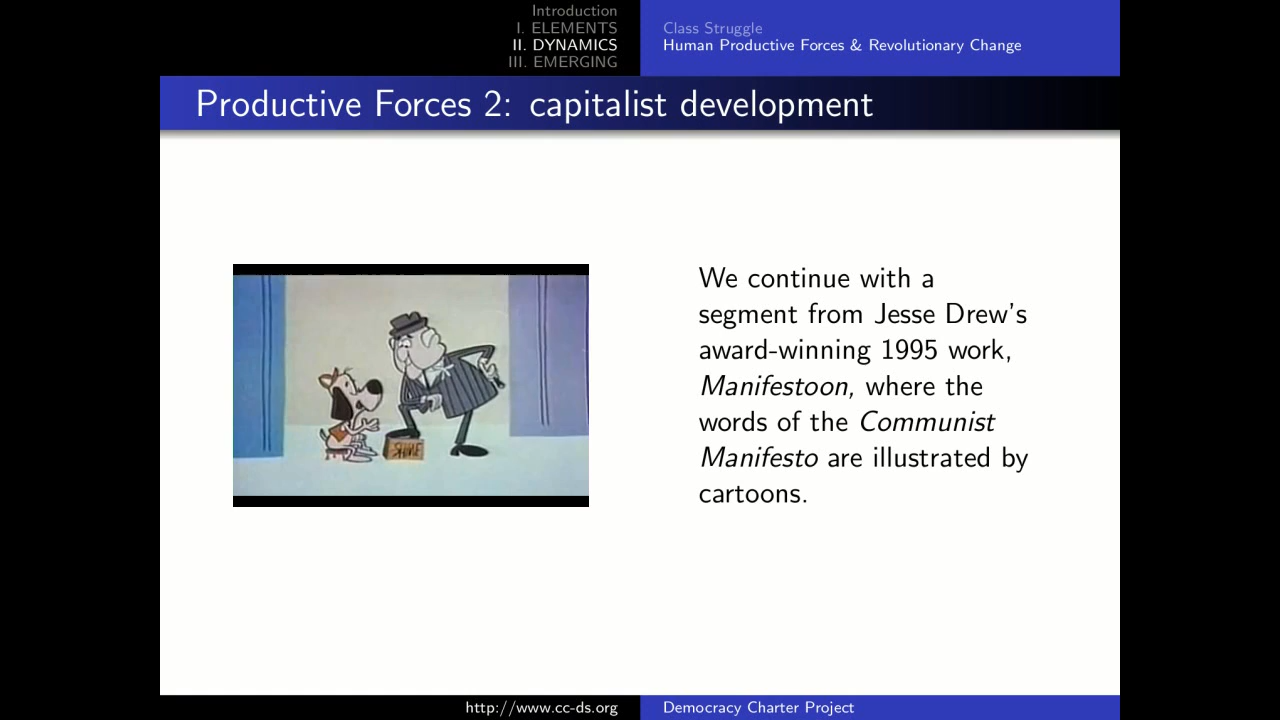 Introduction
I. ELEMENTS
II. DYNAMICS
III. EMERGING
Class Struggle
Human Productive Forces & Revolutionary Change
Productive Forces 2: capitalist development
SHINE
We continue with a
segment from Jesse Drew's
award-winning 1995 work,
Manifestoon, where the
words of the Communist
Manifesto are illustrated by
cartoons.
http://www.cc-ds.org
Democracy Charter Project